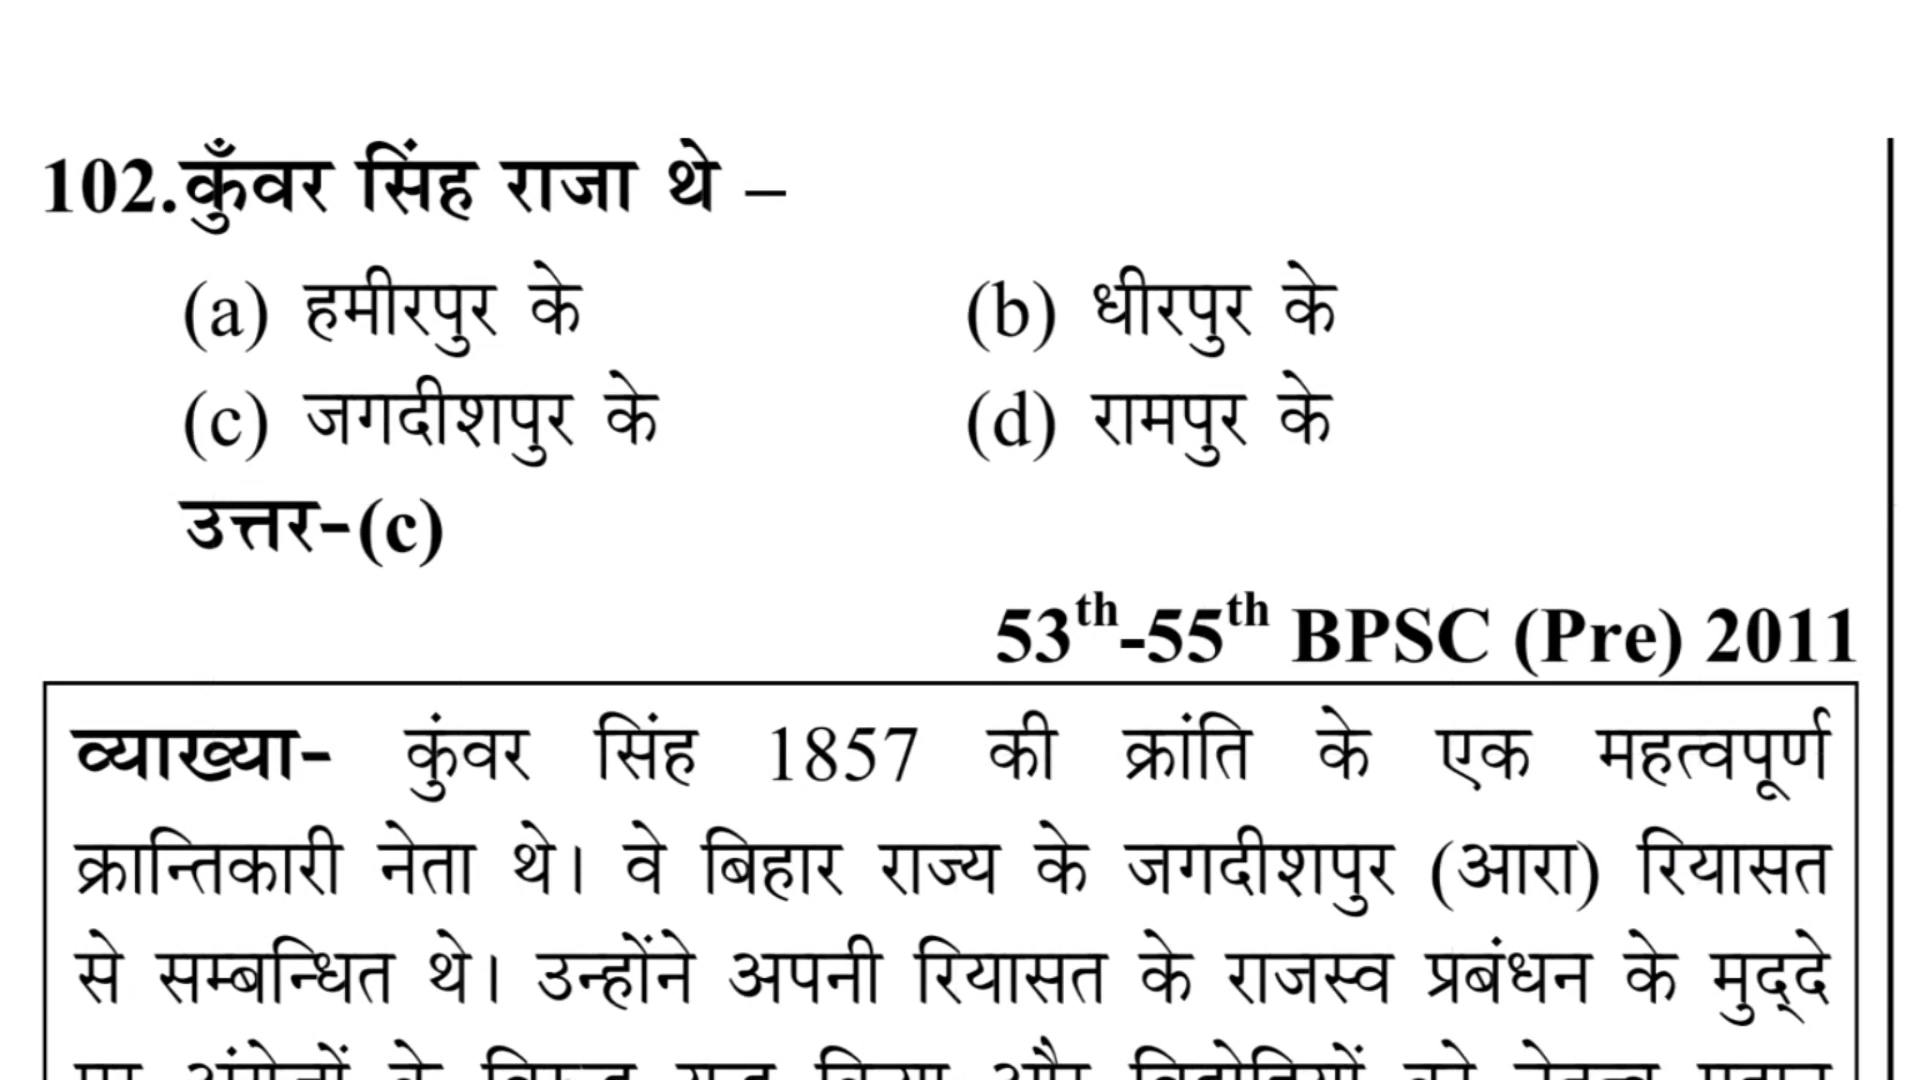 102.कुँवर सिंह राजा थे –
(a) हमीरपुर के (b) धीरपुर के
(c) जगदीशपुर के (d) रामपुर के
उत्तर-(c)
53th-55th BPSC (Pre) 2011
व्याख्या- कुंवर सिंह 1857 की क्रांति के एक महत्वपूर्ण
क्रान्तिकारी नेता थे। वे बिहार राज्य के जगदीशपुर (आरा) रियासत
से सम्बन्धित थे। उन्होंने अपनी रियासत के राजस्व प्रबंधन के मुद्दे